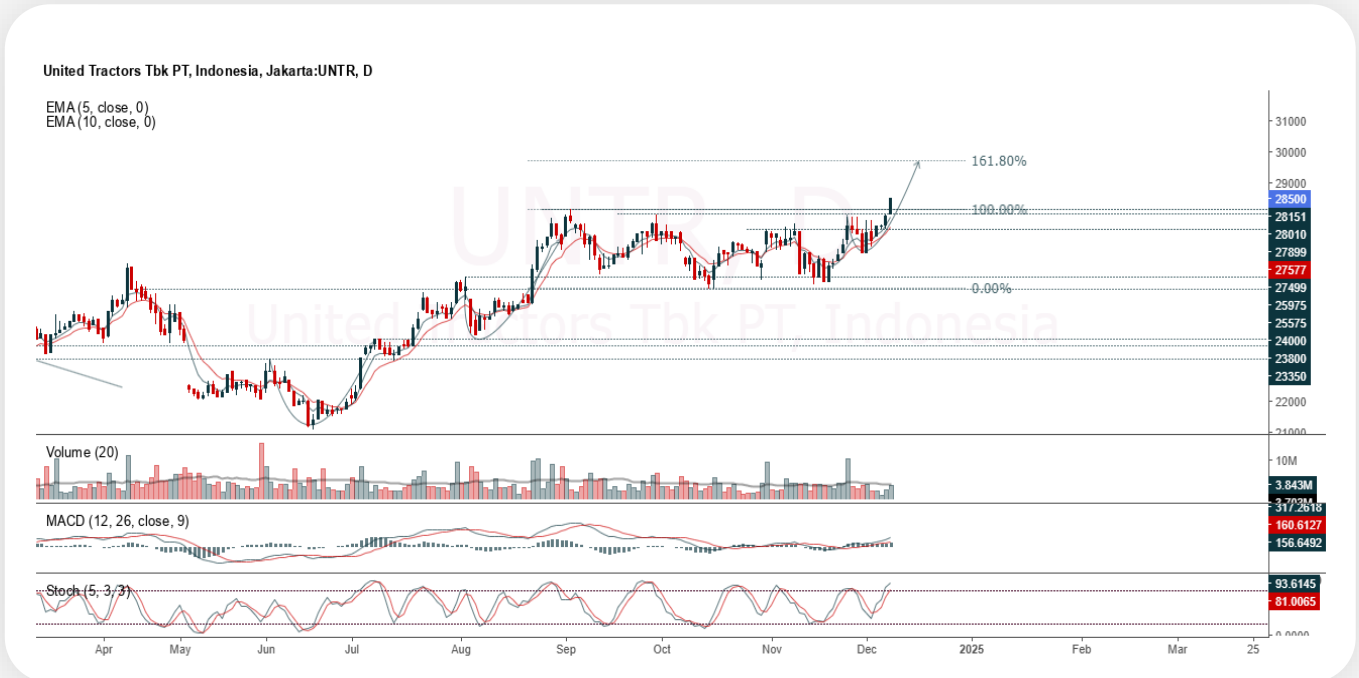 United Tractors Tbk PT, Indonesia, Jakarta:UNTR, D
EMA (5, close, 0)
EMA (10, close, 0)
UNTR, D
United Tractors Tbk PT, Indonesia
161.80%
100.00%
0.00%
31000
30000
29000
28500
28151
28010
27899
27577
27499
25975
25575
24000
23800
23350
22000
21000
Volume (20)
10M
3.843M
3.703M
MACD (12, 26, close, 9)
317.2618
160.6127
156.6492
Stoch (5, 3, 3)
93.6145
81.0065
0.0000
Apr May Jun Jul Aug Sep Oct Nov Dec 2025 Feb Mar 25